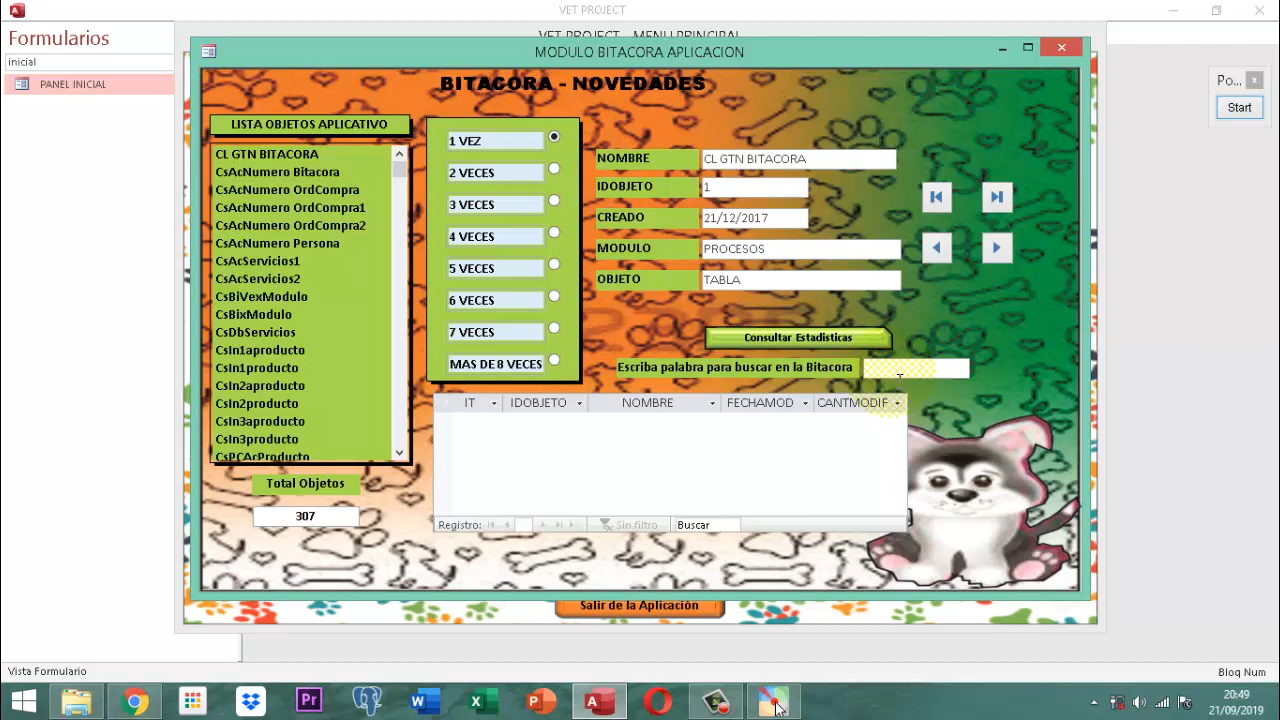 VET PROJECT
Formularios
inicial
PANEL INICIAL
VET PROJECT - MENU PRINCIPAL
MODULO BITACORA APLICACION
Po...
Start
BITACORA - NOVEDADES
LISTA OBJETOS APLICATIVO
CL GTN BITACORA
CsAcNumero Bitacora
CsAcNumero OrdCompra
CsAcNumero OrdCompra1
CsAcNumero OrdCompra2
CsAcNumero Persona
CsAcServicios1
CsAcServicios2
CsBiVexModulo
CsBixModulo
CsDbServicios
CsIn1aproducto
CsIn1producto
CsIn2aproducto
CsIn2producto
CsIn3aproducto
CsIn3producto
CsPCAcProducto
Total Objetos
307
1 VEZ
2 VECES
3 VECES
4 VECES
5 VECES
6 VECES
7 VECES
MAS DE 8 VECES
NOMBRE CL GTN BITACORA
IDOBJETO 1
CREADO 21/12/2017
MODULO PROCESOS
OBJETO TABLA
Consultar Estadisticas
Escriba palabra para buscar en la Bitacora
IT IDOBJETO NOMBRE FECHAMOD CANTMODIF
Registro: Sin filtro Buscar
Salir de la Aplicación
Vista Formulario
Bloq Num
Pr
W
X
P
A
20:49
21/09/2019